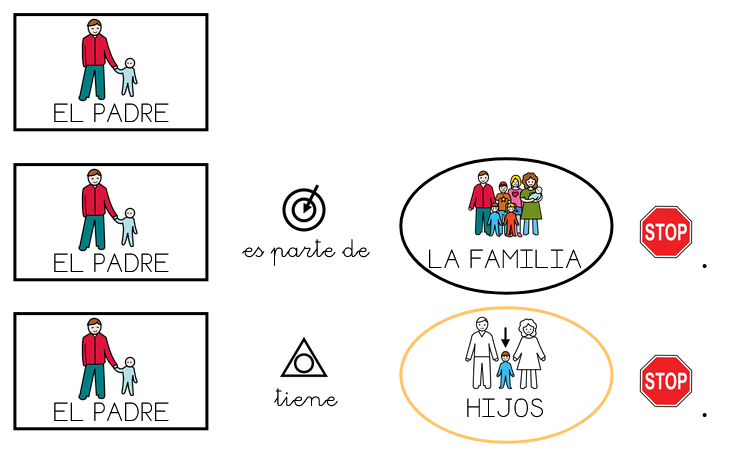 EL PADRE
EL PADRE es parte de LA FAMILIA STOP .
EL PADRE tiene HIJOS STOP .